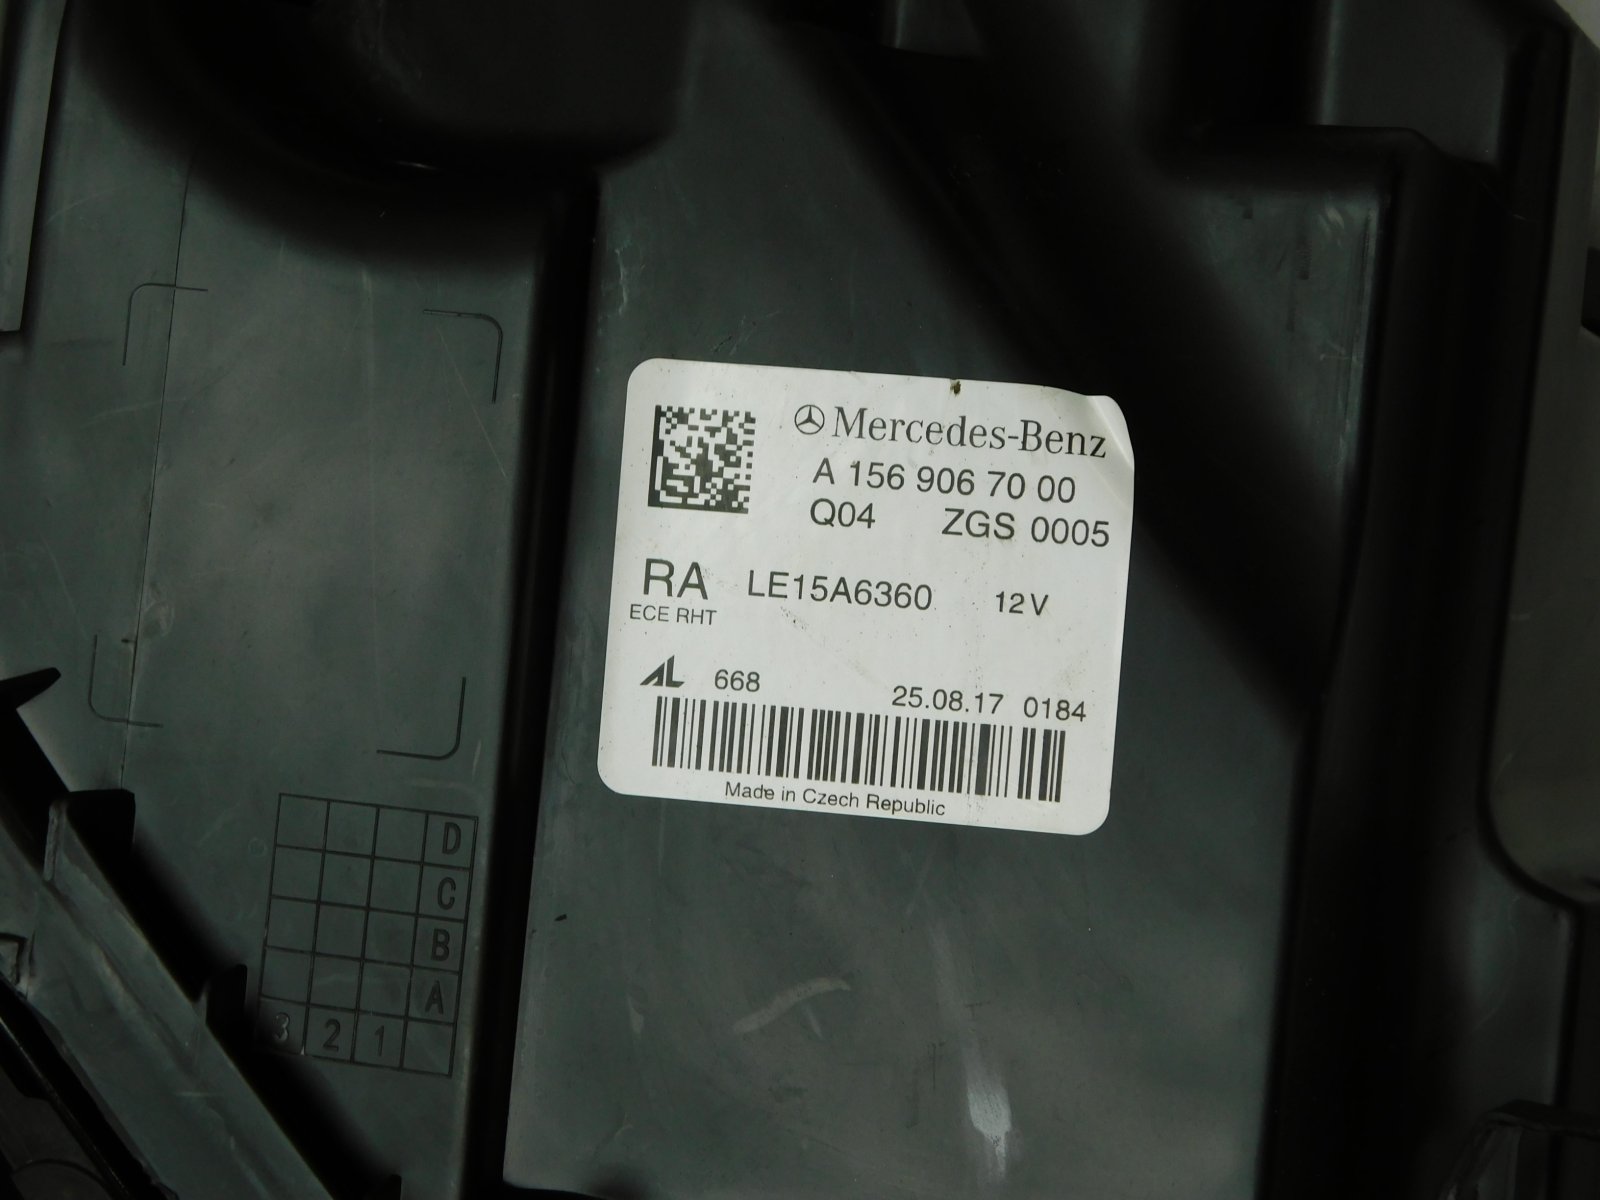 Mercedes-Benz
A 156 906 70 00
Q04 ZGS 0005
RA LE15A6360 12 V
ECE RHT
AL 668 25.08.17 0184
Made in Czech Republic
D
C
B
A
3 2 1